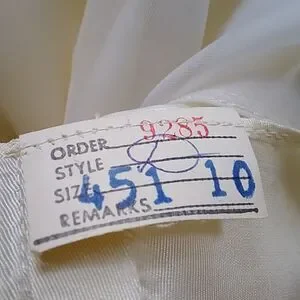 ORDER 9285
STYLE
SIZE 451 10
REMARKS